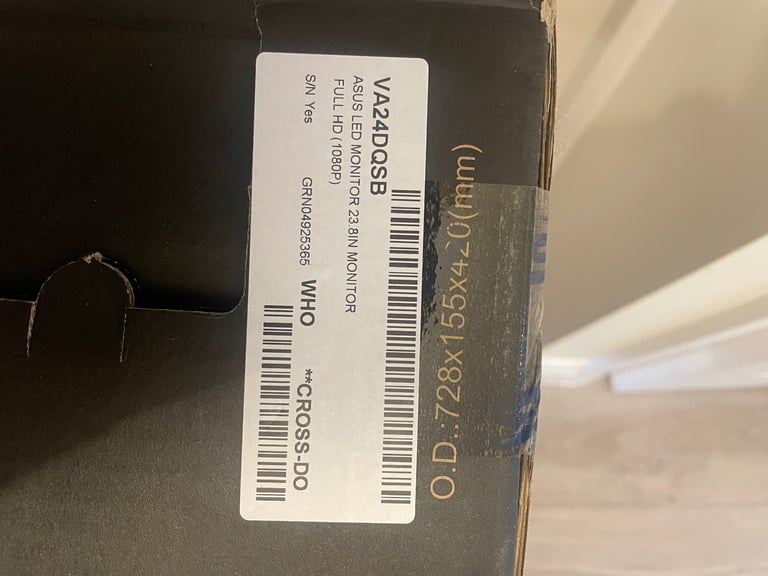 VA24DQSB
ASUS LED MONITOR 23.8IN MONITOR
FULL HD (1080P)
S/N Yes
GRN04925365 WHO **CROSS-DO
O.D.:728x155x420(mm)